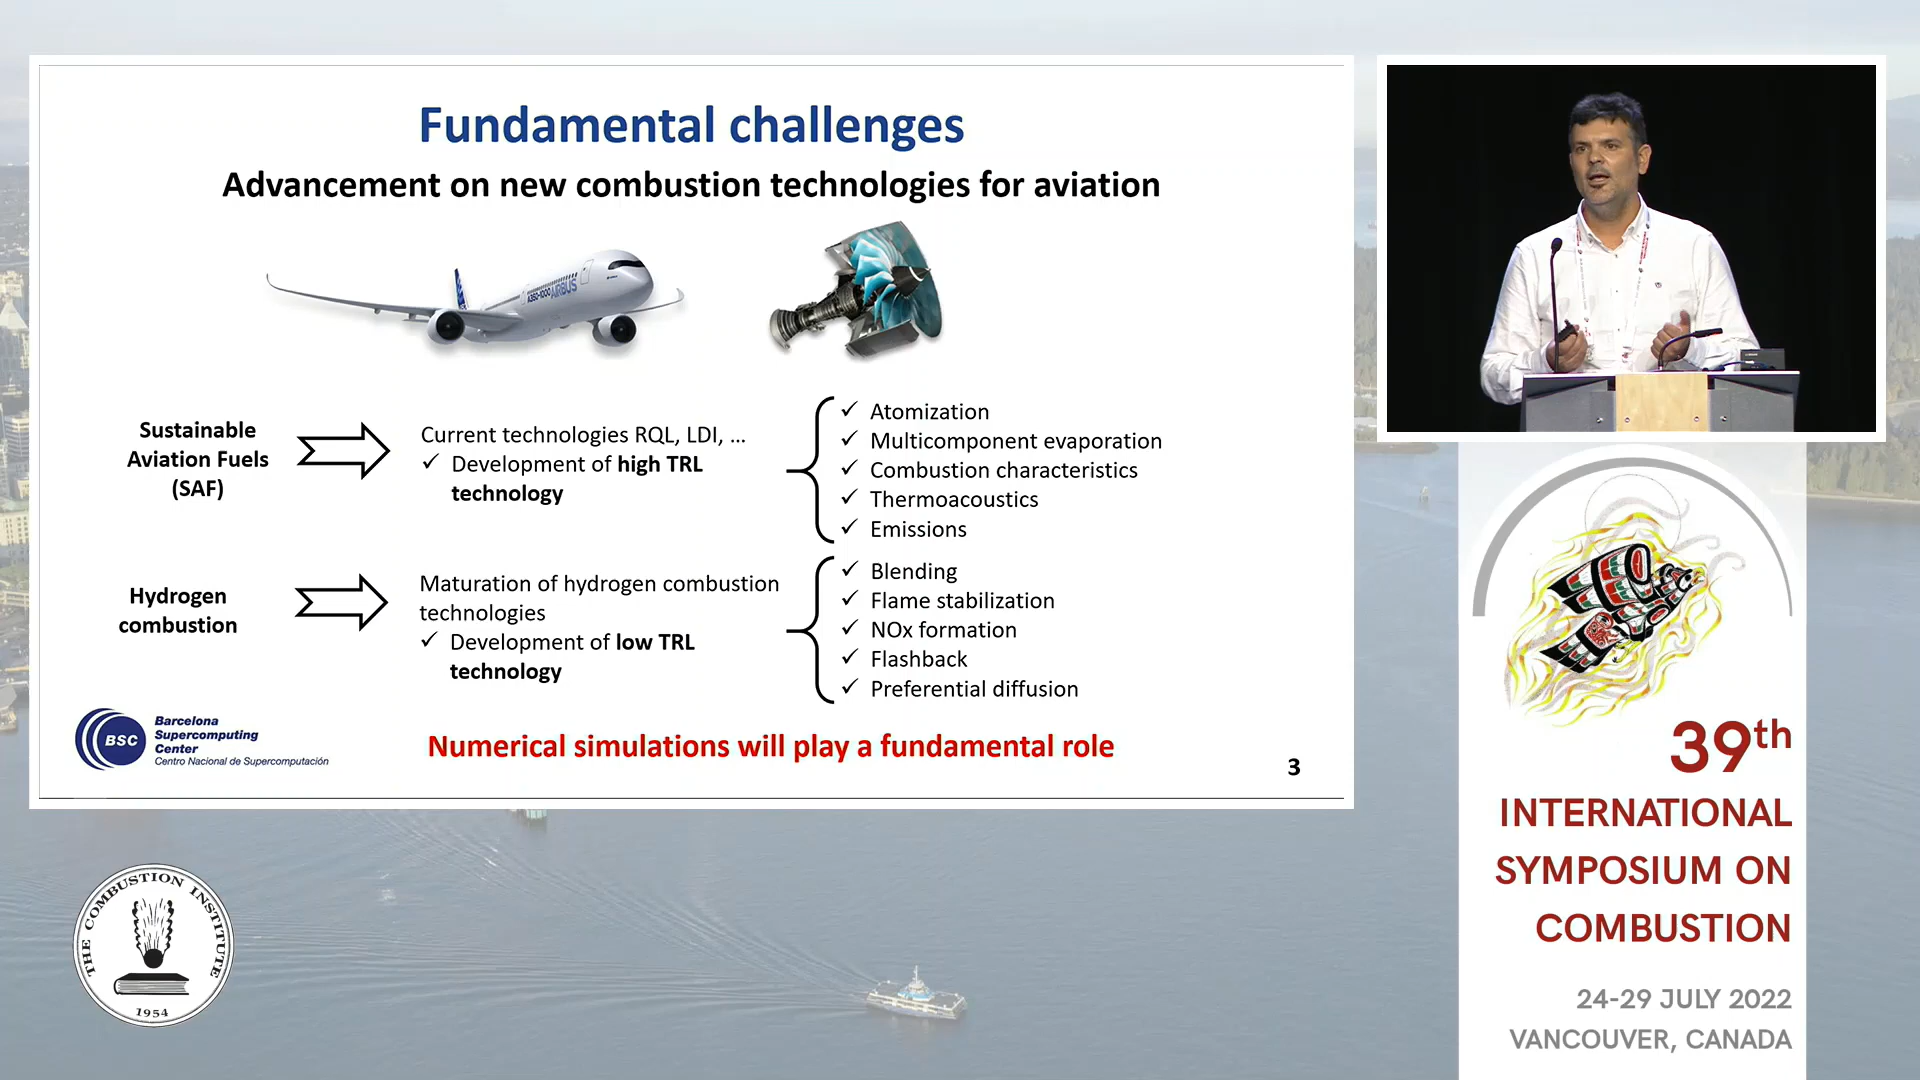 Fundamental challenges
Advancement on new combustion technologies for aviation
A350-1000 AIRBUS
Sustainable
Aviation Fuels
(SAF)
Current technologies RQL, LDI, ...
✓ Development of high TRL
technology
✓ Atomization
✓ Multicomponent evaporation
✓ Combustion characteristics
✓ Thermoacoustics
✓ Emissions
Hydrogen
combustion
Maturation of hydrogen combustion
technologies
✓ Development of low TRL
technology
✓ Blending
✓ Flame stabilization
✓ NOx formation
✓ Flashback
✓ Preferential diffusion
BSC
Barcelona
Supercomputing
Center
Centro Nacional de Supercomputación
Numerical simulations will play a fundamental role
3
THE COMBUSTION INSTITUTE
1954
39th
INTERNATIONAL
SYMPOSIUM ON
COMBUSTION
24-29 JULY 2022
VANCOUVER, CANADA